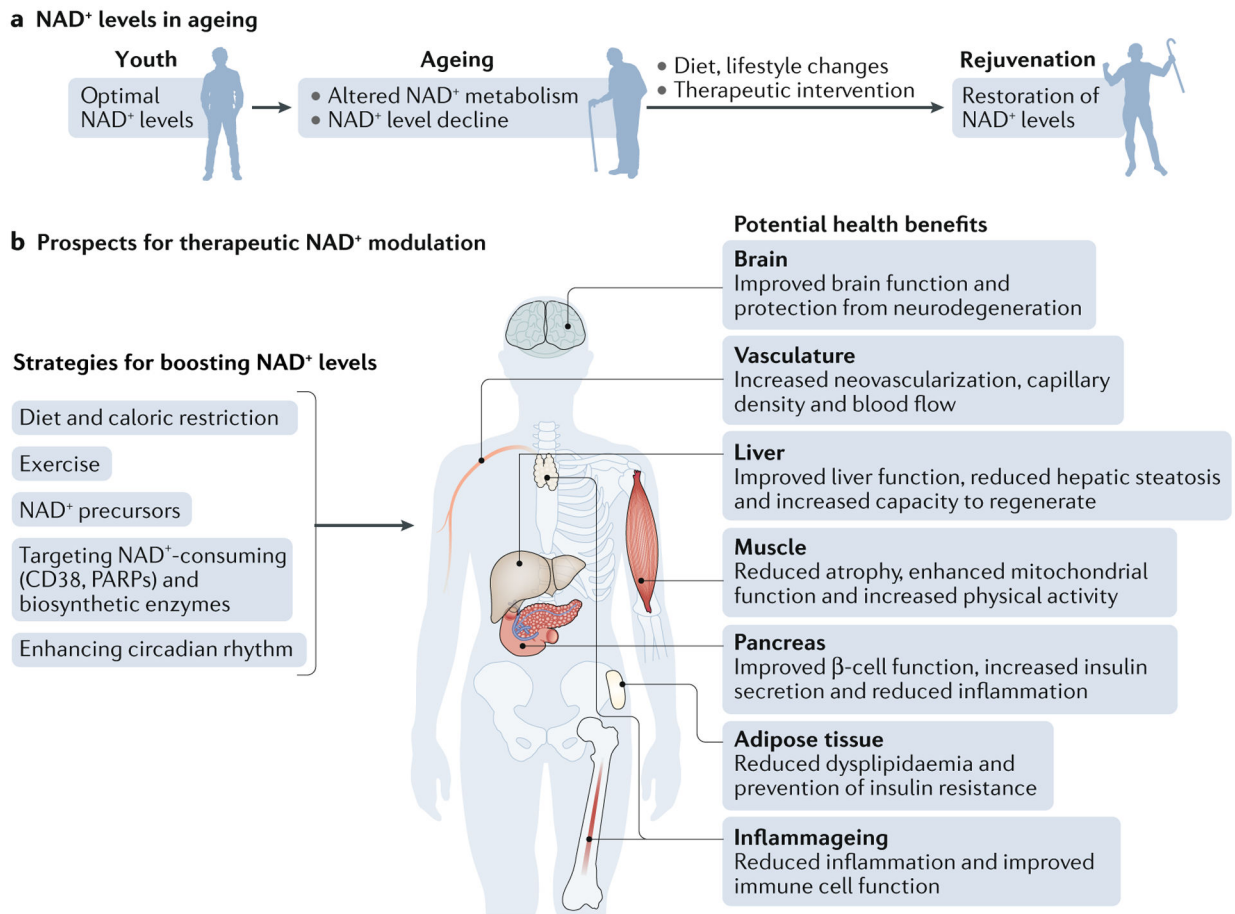 a NAD⁺ levels in ageing
Youth
Optimal
NAD⁺ levels
Ageing
• Altered NAD⁺ metabolism
• NAD⁺ level decline
• Diet, lifestyle changes
• Therapeutic intervention
Rejuvenation
Restoration of
NAD⁺ levels
b Prospects for therapeutic NAD⁺ modulation
Strategies for boosting NAD⁺ levels
Diet and caloric restriction
Exercise
NAD⁺ precursors
Targeting NAD⁺-consuming
(CD38, PARPs) and
biosynthetic enzymes
Enhancing circadian rhythm
Potential health benefits
Brain
Improved brain function and
protection from neurodegeneration
Vasculature
Increased neovascularization, capillary
density and blood flow
Liver
Improved liver function, reduced hepatic steatosis
and increased capacity to regenerate
Muscle
Reduced atrophy, enhanced mitochondrial
function and increased physical activity
Pancreas
Improved β-cell function, increased insulin
secretion and reduced inflammation
Adipose tissue
Reduced dysplipidaemia and
prevention of insulin resistance
Inflammageing
Reduced inflammation and improved
immune cell function